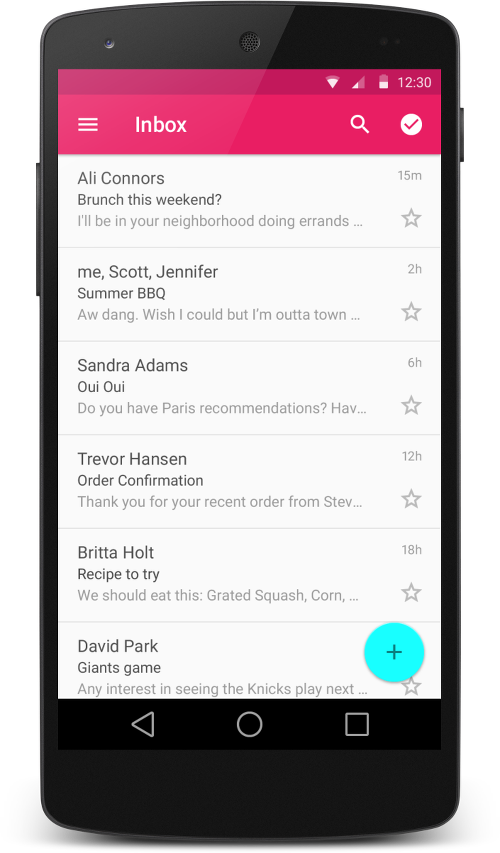 12:30
Inbox
Ali Connors 15m
Brunch this weekend?
I'll be in your neighborhood doing errands ...
me, Scott, Jennifer 2h
Summer BBQ
Aw dang. Wish I could but I'm outta town ...
Sandra Adams 6h
Oui Oui
Do you have Paris recommendations? Hav...
Trevor Hansen 12h
Order Confirmation
Thank you for your recent order from Stev...
Britta Holt 18h
Recipe to try
We should eat this: Grated Squash, Corn, ...
David Park
Giants game
Any interest in seeing the Knicks play next ...